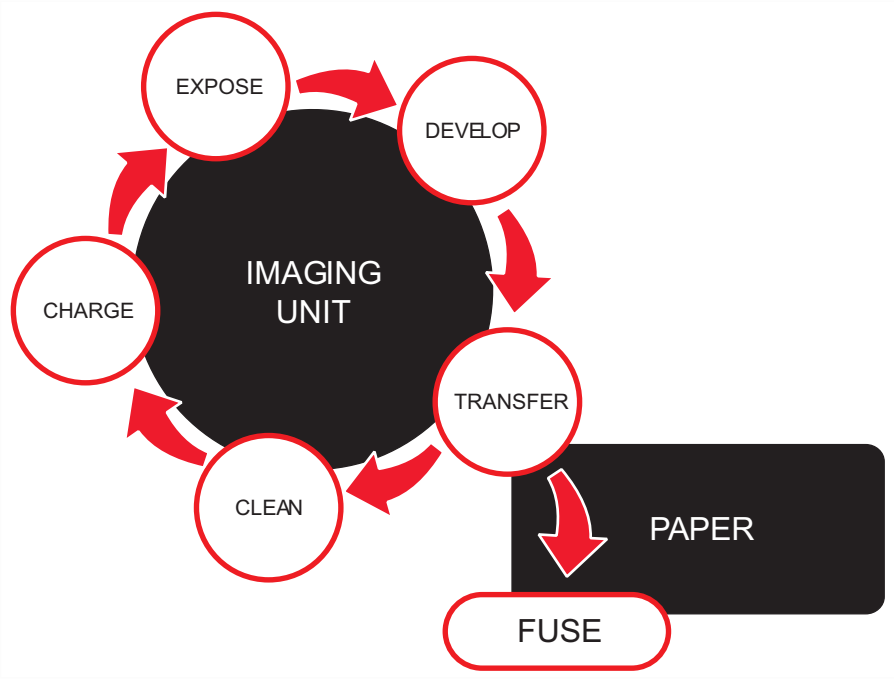 EXPOSE
DEVELOP
IMAGING
UNIT
CHARGE
TRANSFER
CLEAN
PAPER
FUSE